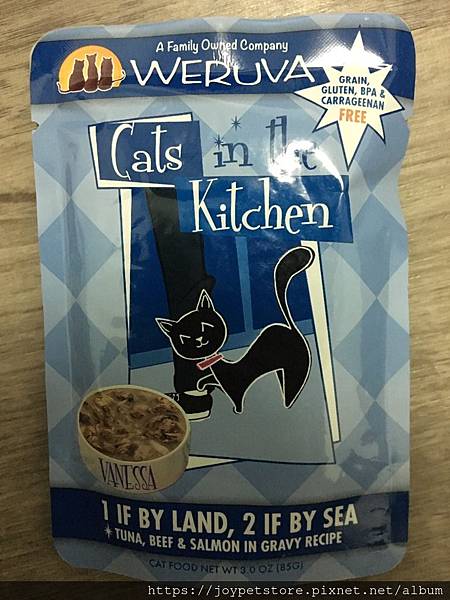 A Family Owned Company
WERUVA
GRAIN,
GLUTEN, BPA &
CARRAGEENAN
FREE
Cats in the
Kitchen
VANESSA
1 IF BY LAND, 2 IF BY SEA
*TUNA, BEEF & SALMON IN GRAVY RECIPE
CAT FOOD NET WT 3.0 OZ (85G)
https://joypetstore.pixnet.net/album